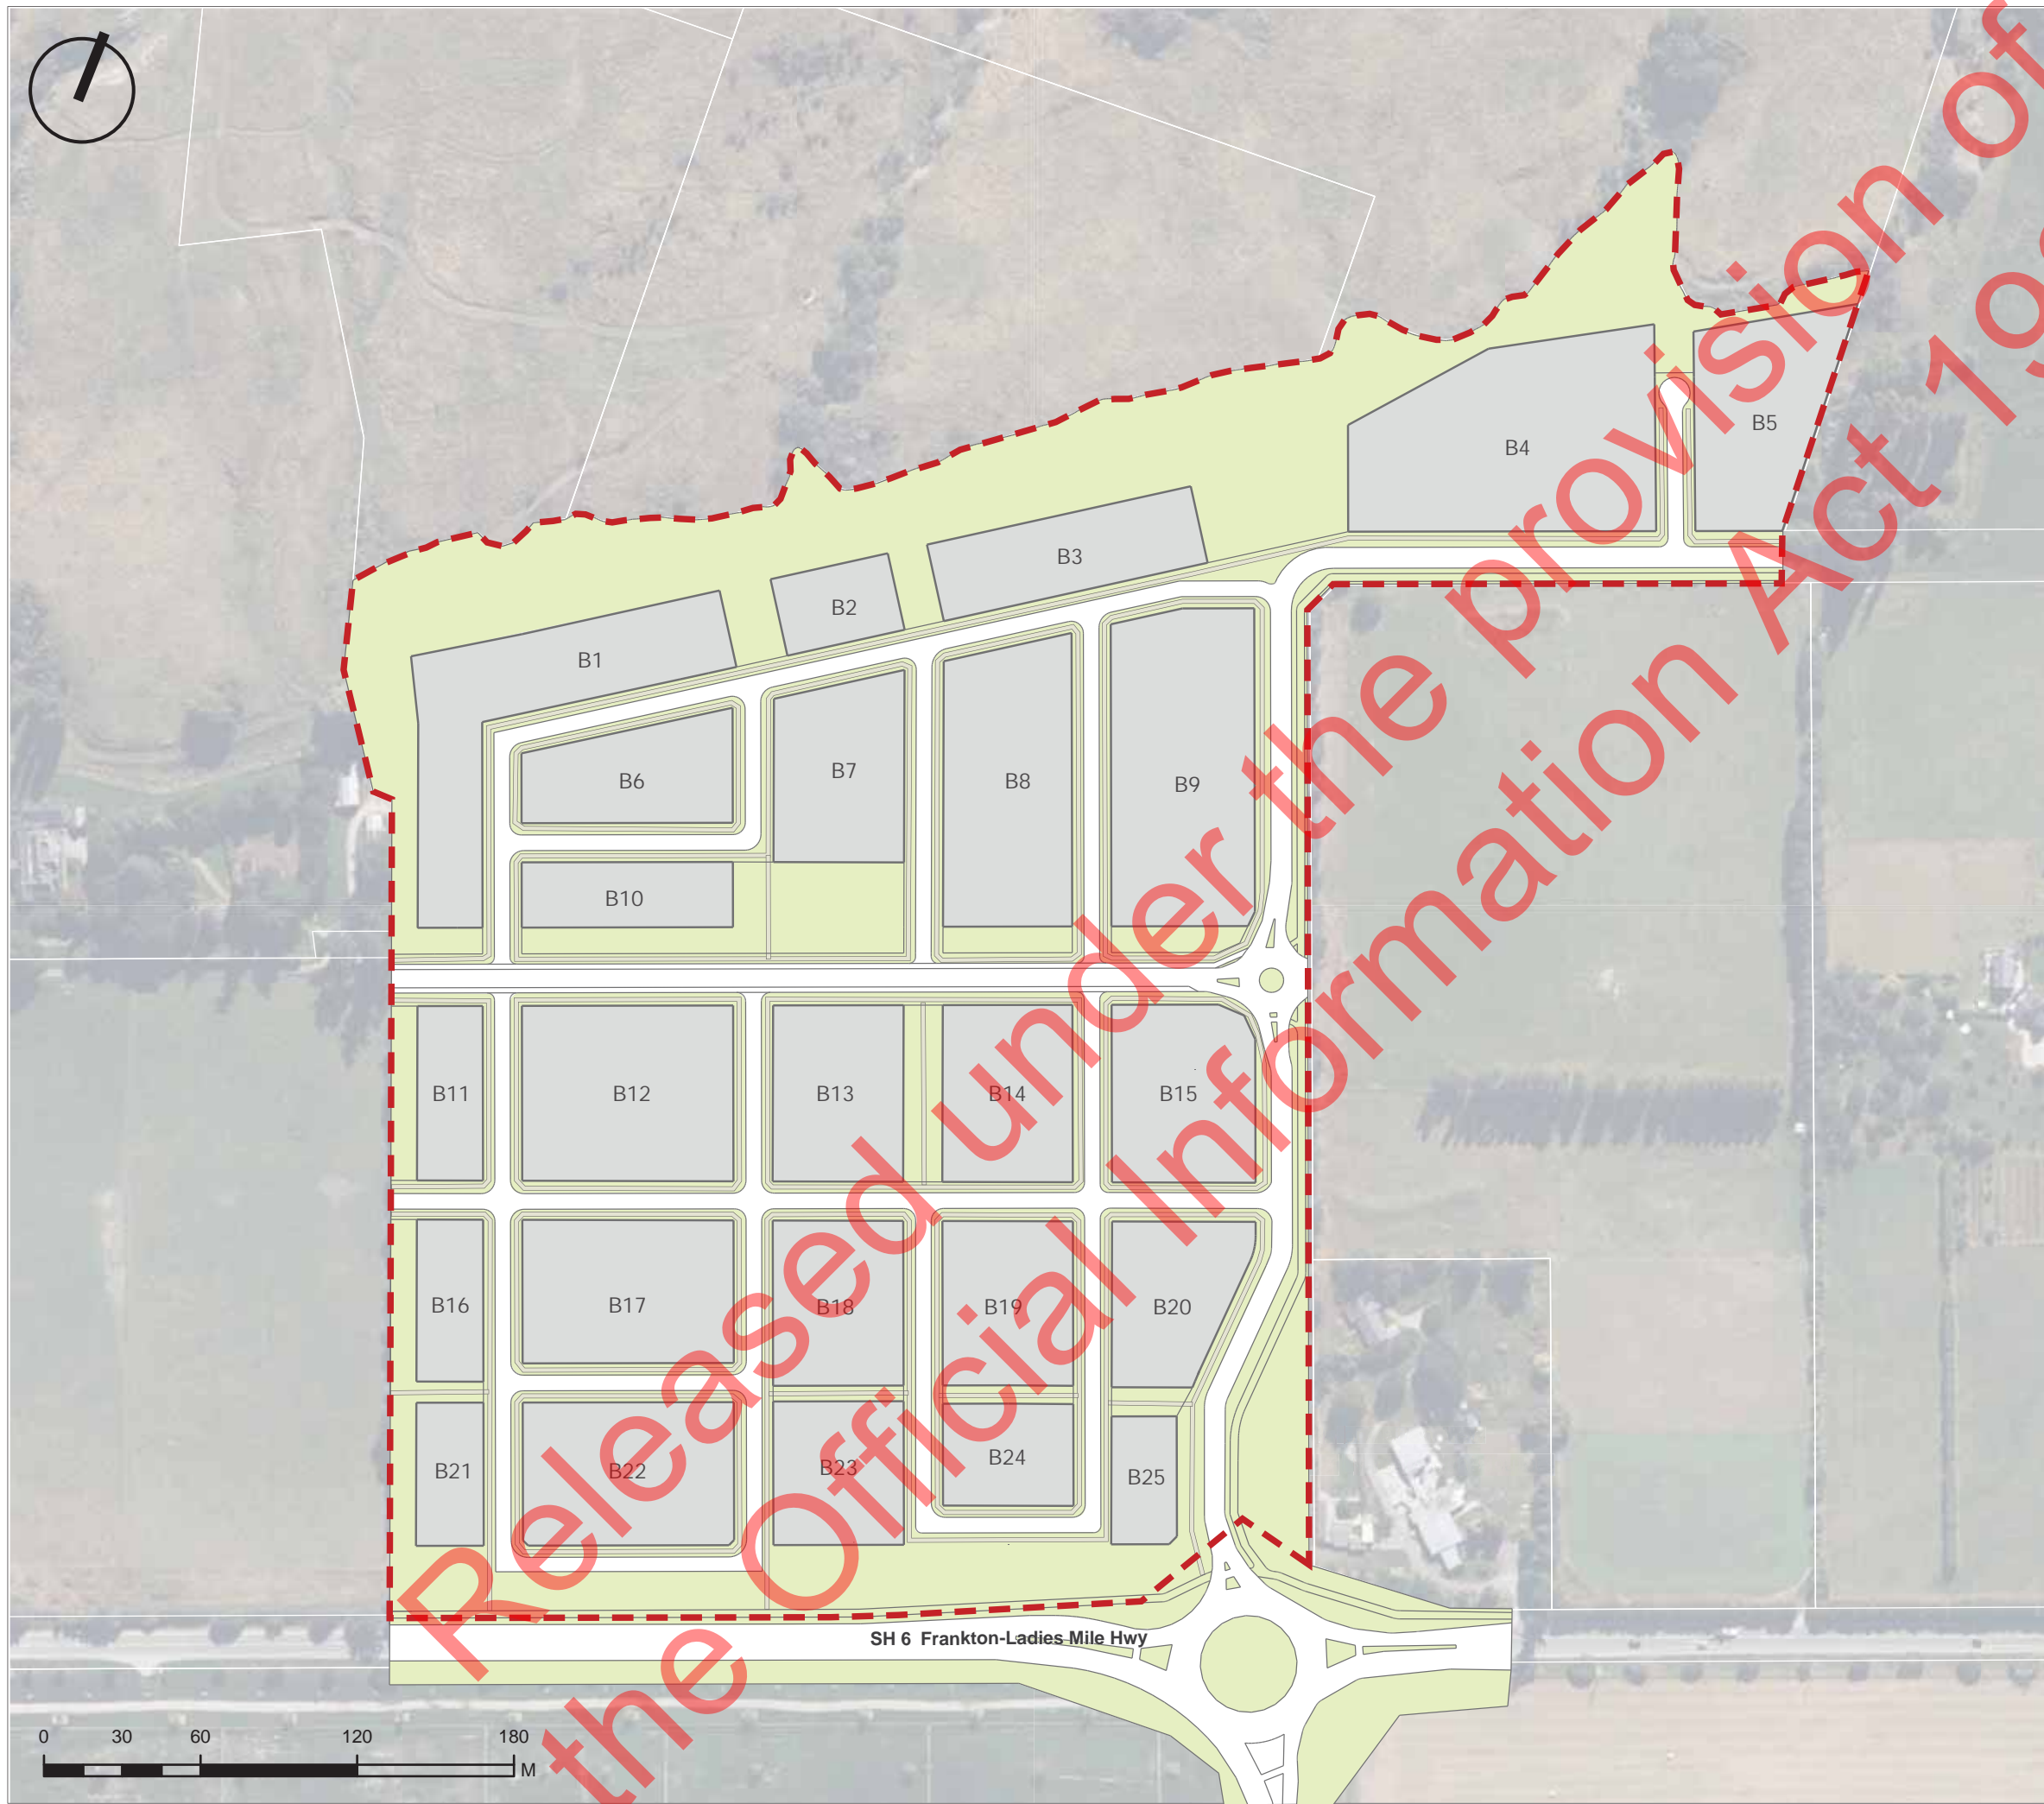 B4
B5
B3
B2
B1
B6
B7
B8
B9
B10
B11
B12
B13
B14
B15
B16
B17
B18
B19
B20
B21
B22
B23
B24
B25
SH 6 Frankton-Ladies Mile Hwy
0 30 60 120 180
M
Released under the provision of
the Official Information Act 19